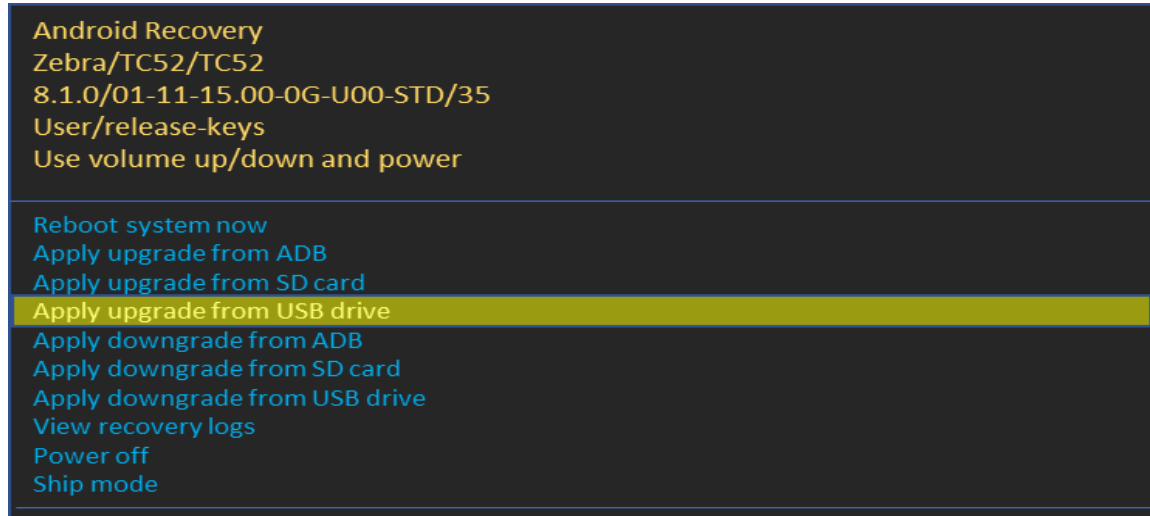 Android Recovery
Zebra/TC52/TC52
8.1.0/01-11-15.00-0G-U00-STD/35
User/release-keys
Use volume up/down and power
Reboot system now
Apply upgrade from ADB
Apply upgrade from SD card
Apply upgrade from USB drive
Apply downgrade from ADB
Apply downgrade from SD card
Apply downgrade from USB drive
View recovery logs
Power off
Ship mode